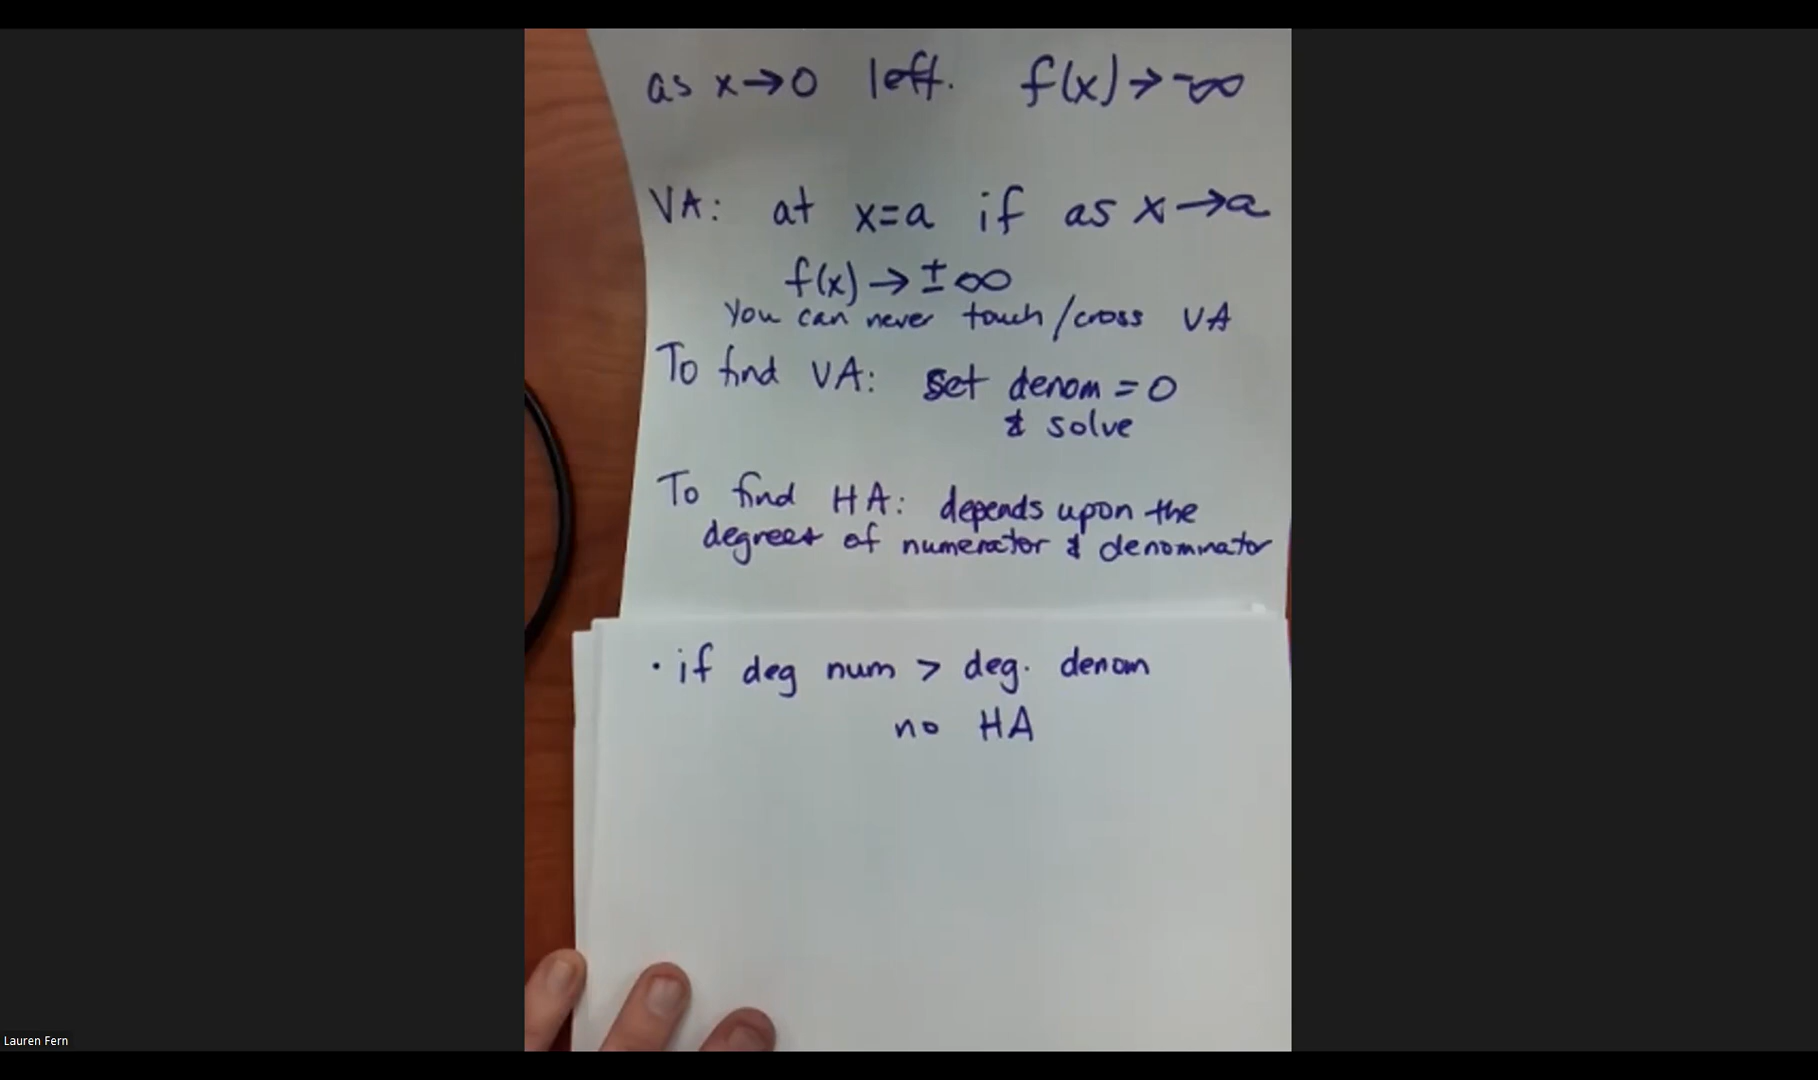 as x→0 left. f(x)→-∞
VA: at x=a if as x→a
f(x)→±∞
You can never touch/cross VA
To find VA: set denom = 0
& solve
To find HA: depends upon the
degrees of numerator & denominator
• if deg num > deg. denom
no HA
Lauren Fern